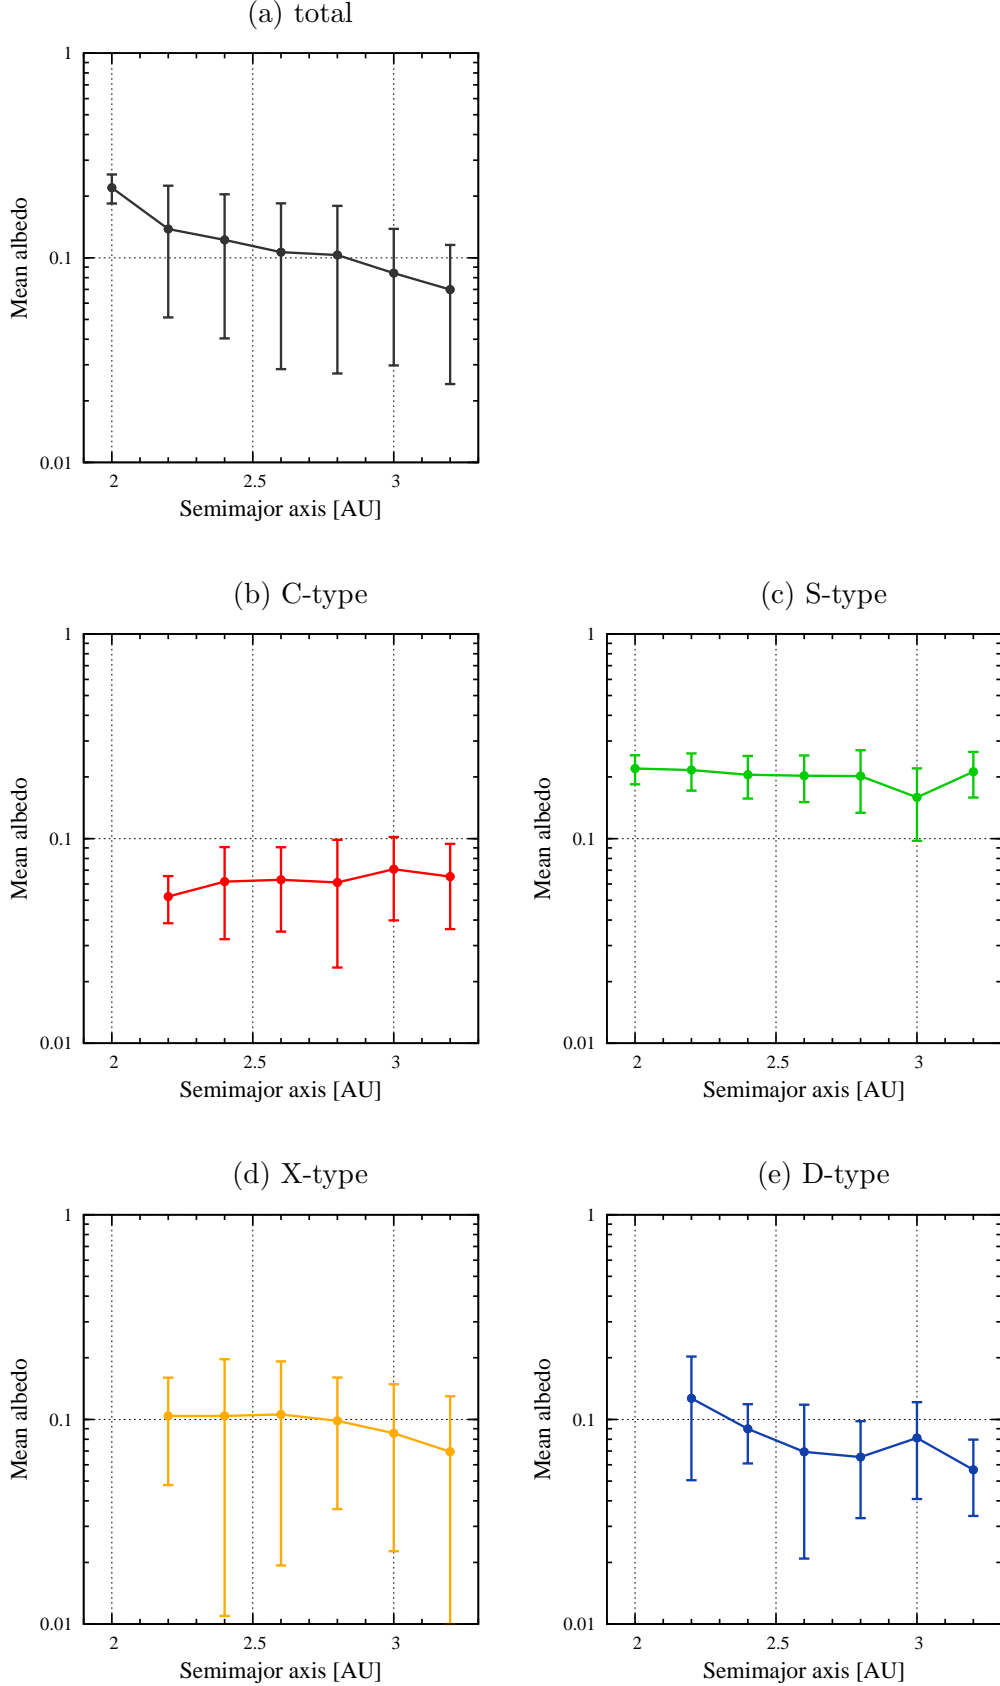 (a) total
1
0.1
0.01
Mean albedo
2 2.5 3
Semimajor axis [AU]
(b) C-type
1
0.1
0.01
Mean albedo
2 2.5 3
Semimajor axis [AU]
(c) S-type
1
0.1
0.01
Mean albedo
2 2.5 3
Semimajor axis [AU]
(d) X-type
1
0.1
0.01
Mean albedo
2 2.5 3
Semimajor axis [AU]
(e) D-type
1
0.1
0.01
Mean albedo
2 2.5 3
Semimajor axis [AU]